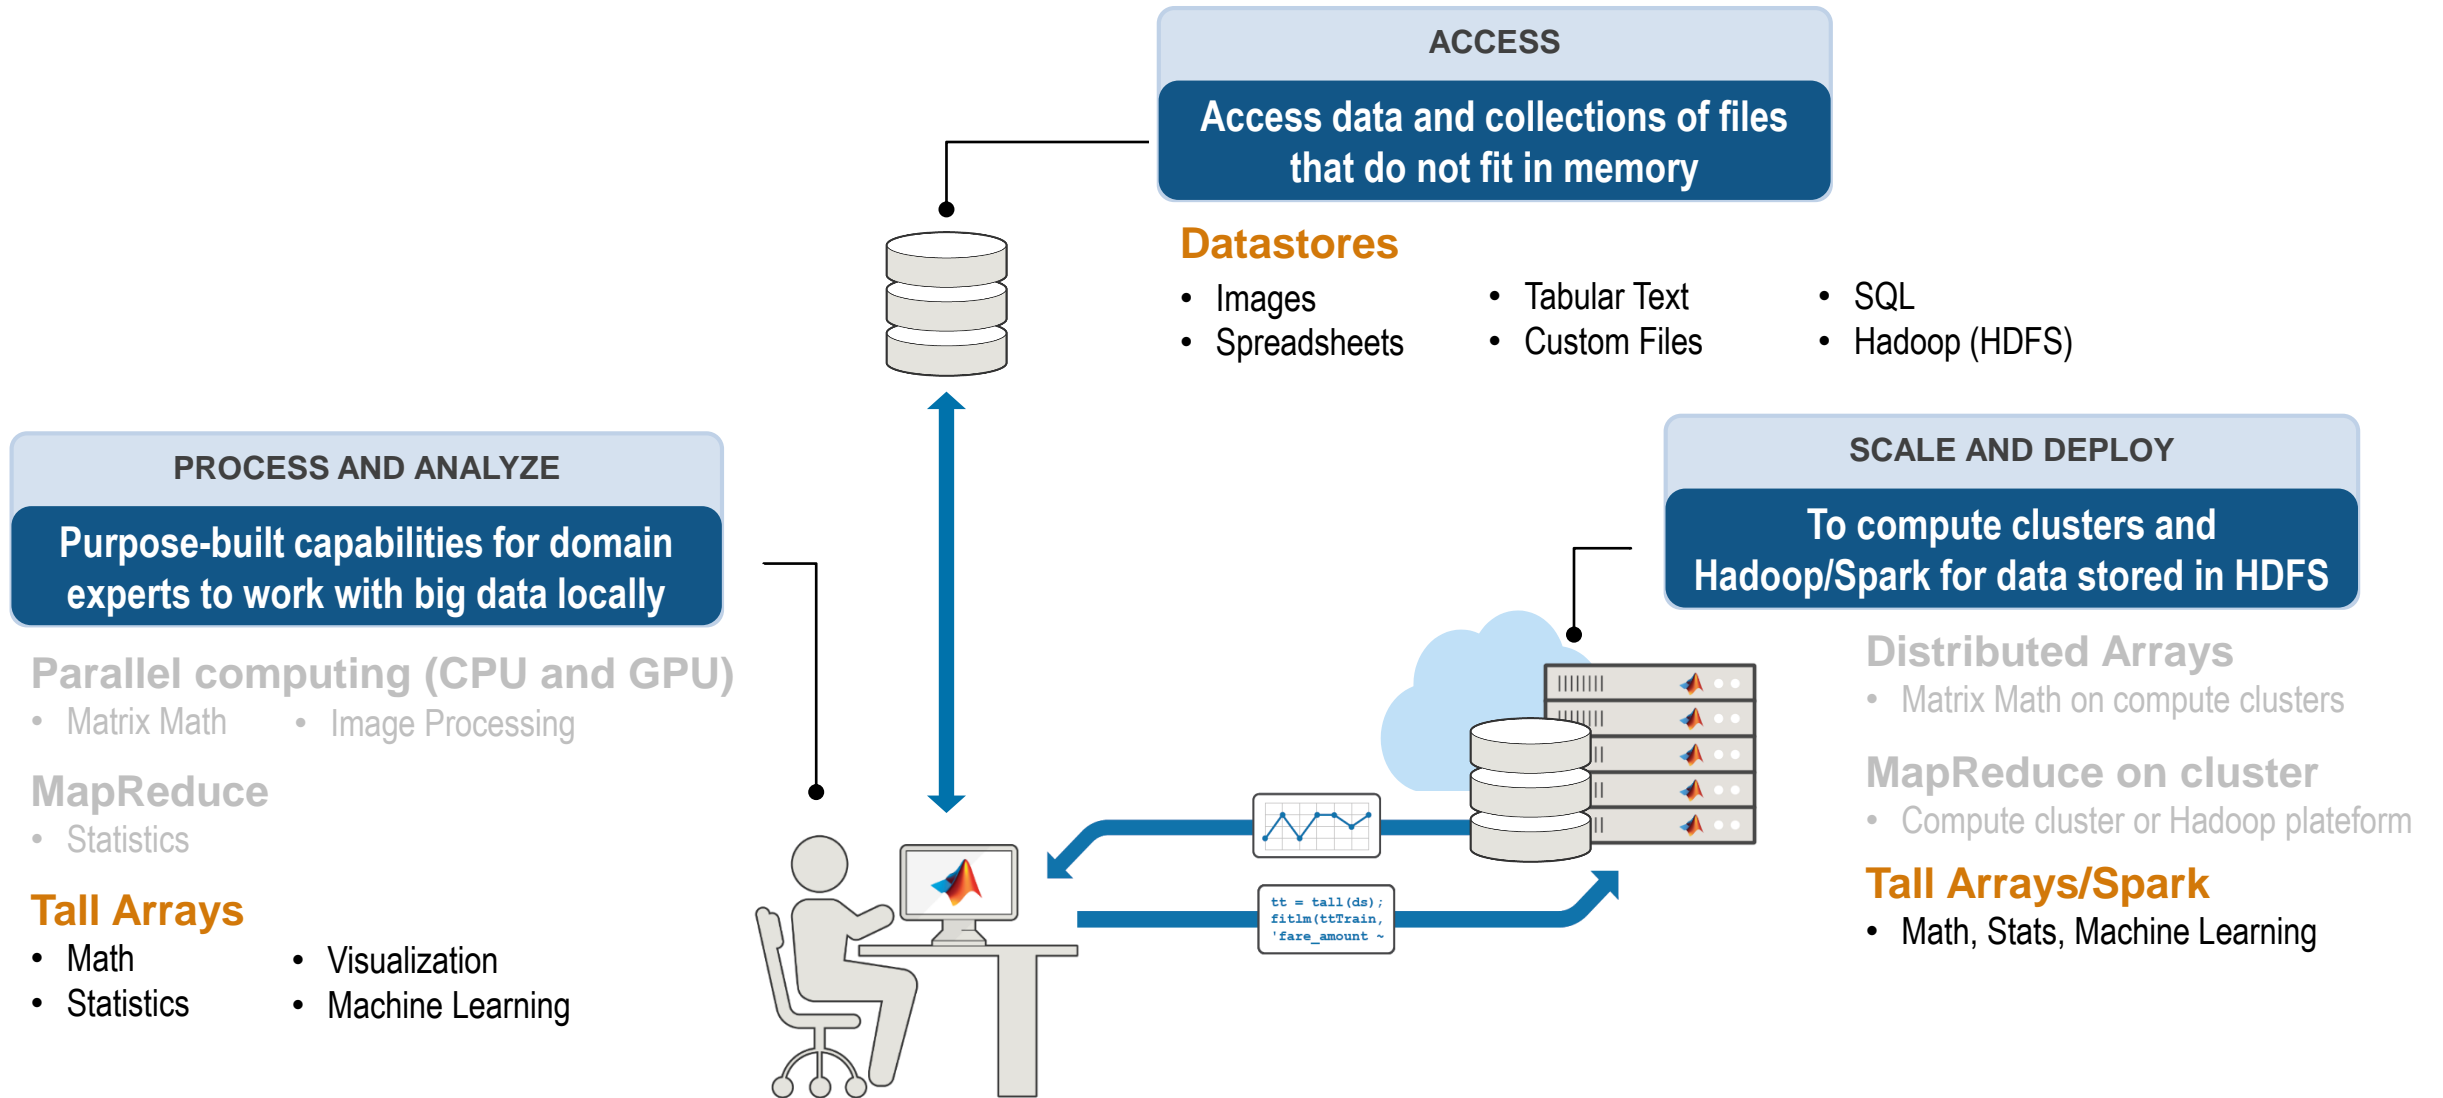 ACCESS
Access data and collections of files
that do not fit in memory
Datastores
• Images
• Spreadsheets
• Tabular Text
• Custom Files
• SQL
• Hadoop (HDFS)
PROCESS AND ANALYZE
Purpose-built capabilities for domain
experts to work with big data locally
Parallel computing (CPU and GPU)
• Matrix Math
• Image Processing
MapReduce
• Statistics
Tall Arrays
• Math
• Statistics
• Visualization
• Machine Learning
SCALE AND DEPLOY
To compute clusters and
Hadoop/Spark for data stored in HDFS
Distributed Arrays
• Matrix Math on compute clusters
MapReduce on cluster
• Compute cluster or Hadoop plateform
Tall Arrays/Spark
• Math, Stats, Machine Learning
tt = tall(ds);
fitlm(ttTrain,
'fare_amount ~